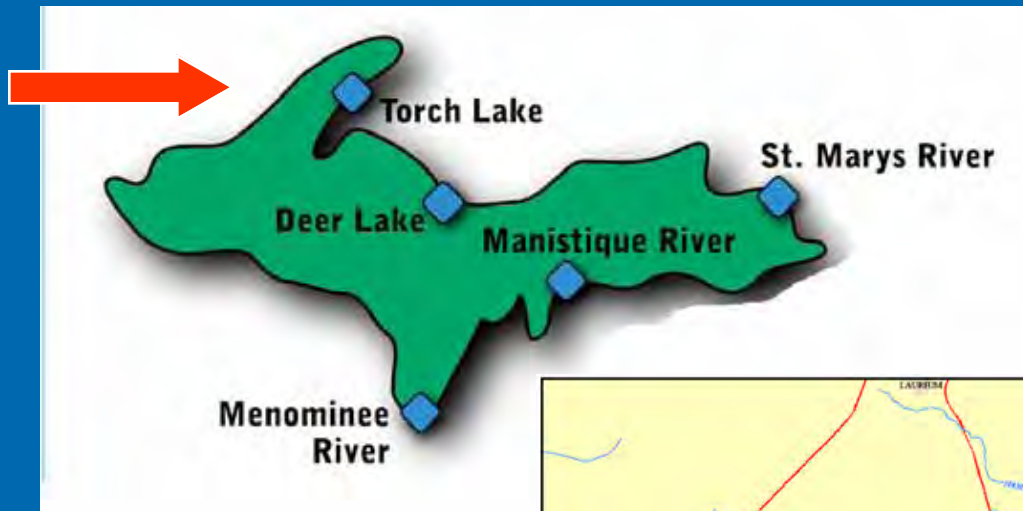 Torch Lake
St. Marys River
Deer Lake
Manistique River
Menominee
River
LAURIUM